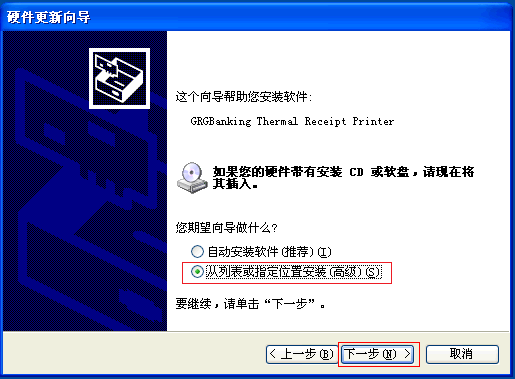 硬件更新向导
这个向导帮助您安装软件:
GRGBanking Thermal Receipt Printer
如果您的硬件带有安装 CD 或软盘，请现在将
其插入。
您期望向导做什么?
自动安装软件(推荐)(I)
从列表或指定位置安装(高级)(S)
要继续，请单击“下一步”。
< 上一步(B)
下一步(N) >
取消